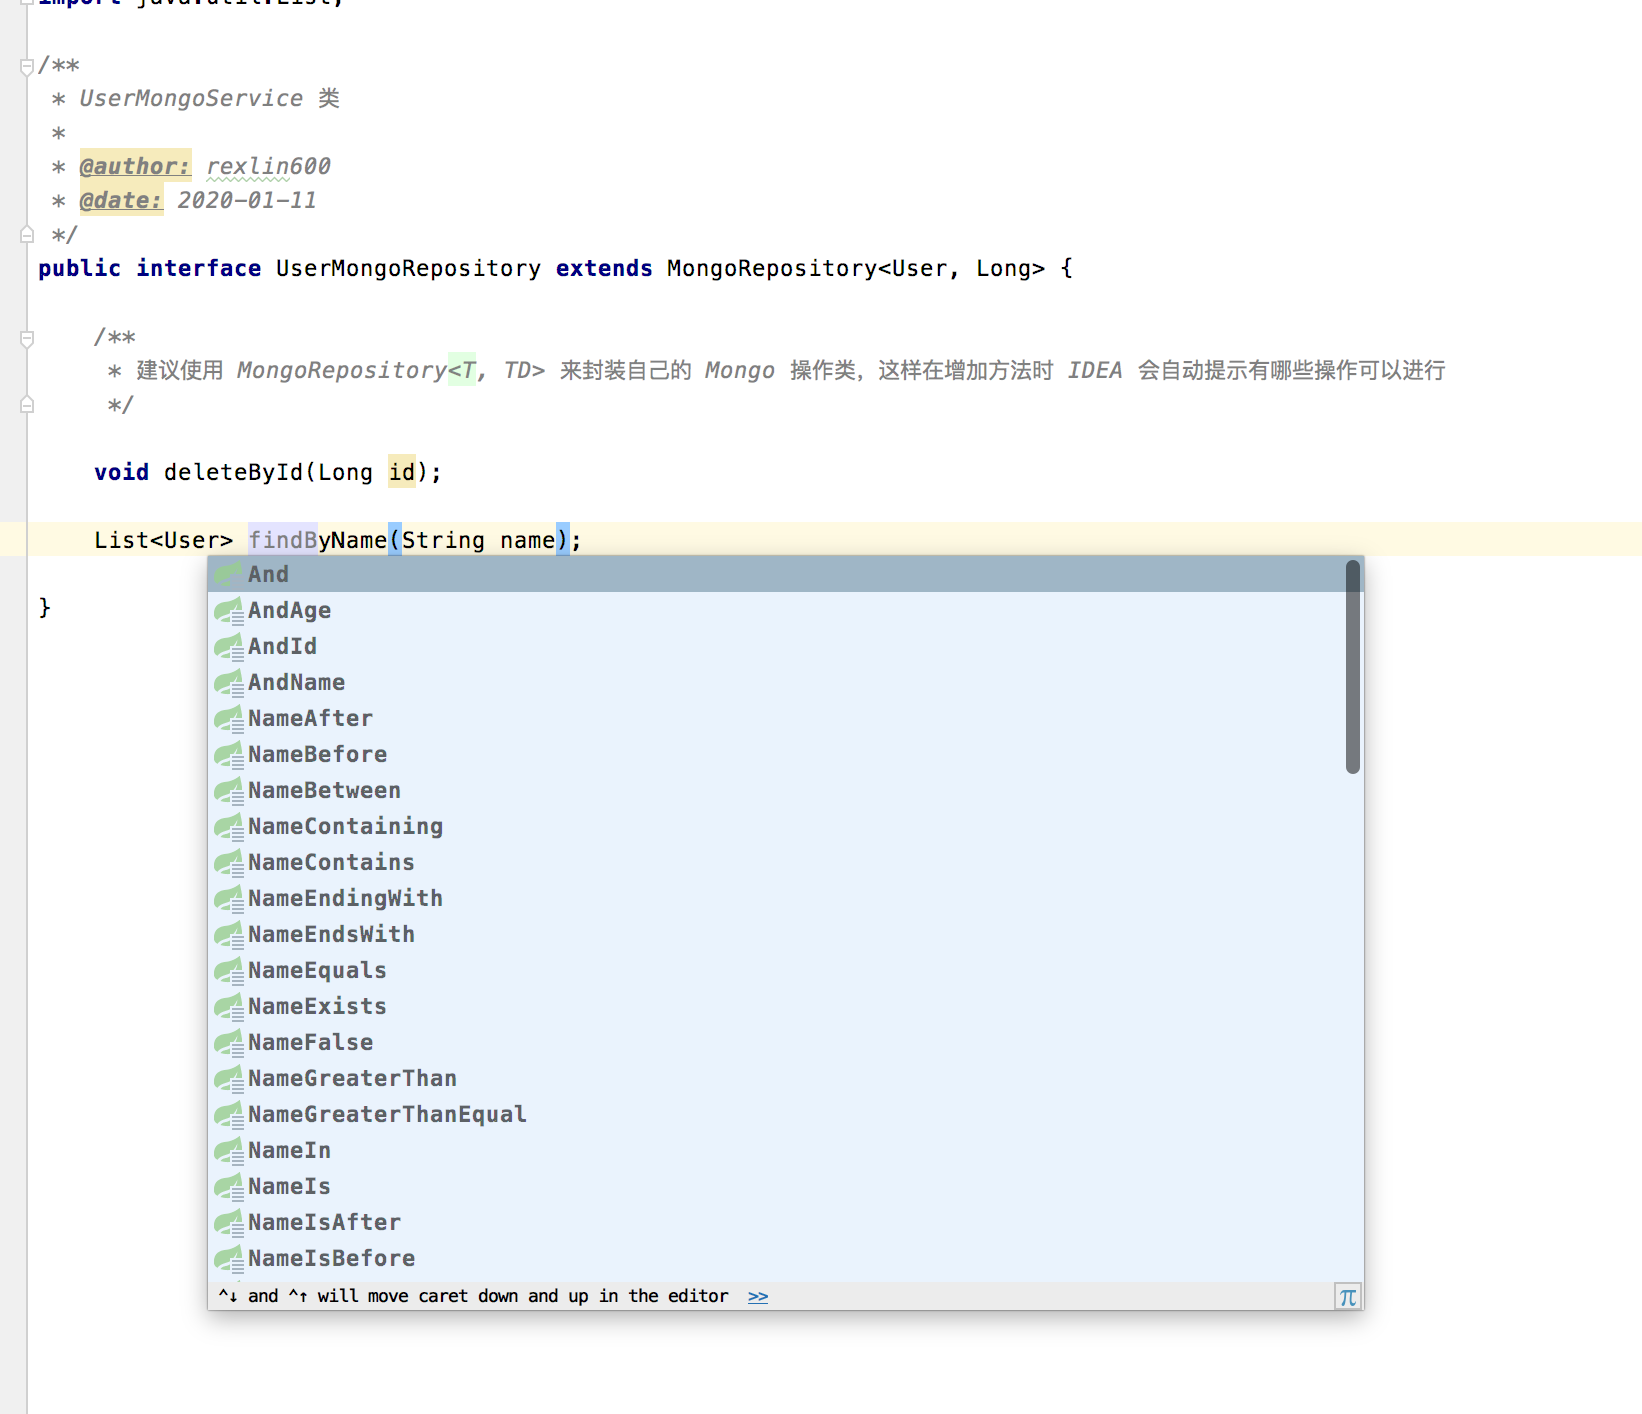 import java.util.List;
/**
* UserMongoService 类
*
* @author: rexlin600
* @date: 2020-01-11
*/
public interface UserMongoRepository extends MongoRepository<User, Long> {
/**
* 建议使用 MongoRepository<T, TD> 来封装自己的 Mongo 操作类，这样在增加方法时 IDEA 会自动提示有哪些操作可以进行
*/
void deleteById(Long id);
List<User> findByName(String name);
And
AndAge
AndId
AndName
NameAfter
NameBefore
NameBetween
NameContaining
NameContains
NameEndingWith
NameEndsWith
NameEquals
NameExists
NameFalse
NameGreaterThan
NameGreaterThanEqual
NameIn
NameIs
NameIsAfter
NameIsBefore
^↓ and ^↑ will move caret down and up in the editor >>
π
}